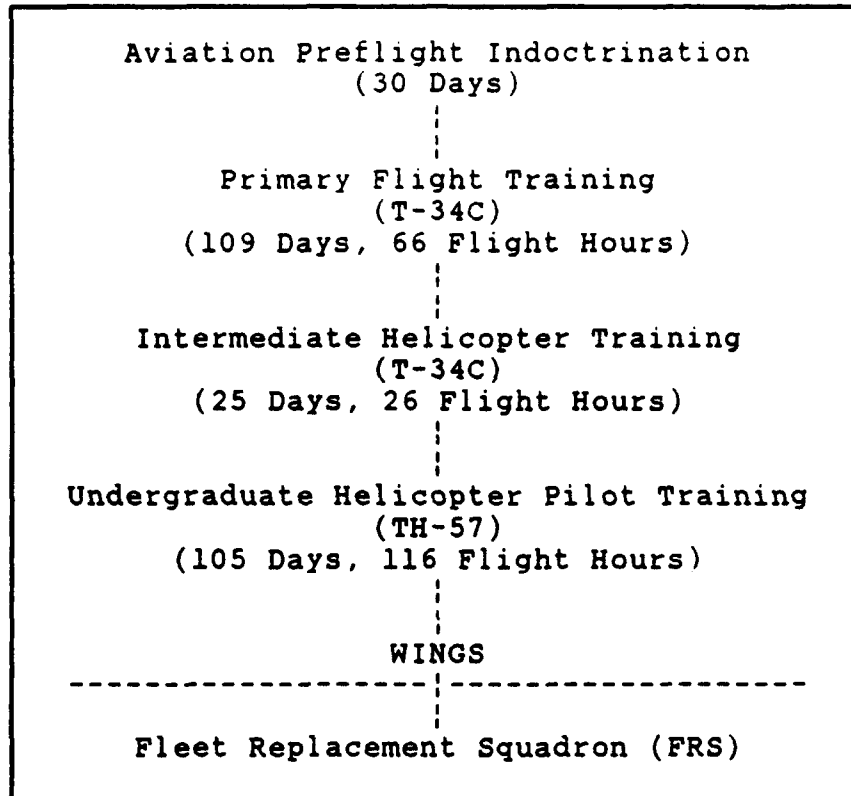 Aviation Preflight Indoctrination
(30 Days)
Primary Flight Training
(T-34C)
(109 Days, 66 Flight Hours)
Intermediate Helicopter Training
(T-34C)
(25 Days, 26 Flight Hours)
Undergraduate Helicopter Pilot Training
(TH-57)
(105 Days, 116 Flight Hours)
WINGS
Fleet Replacement Squadron (FRS)